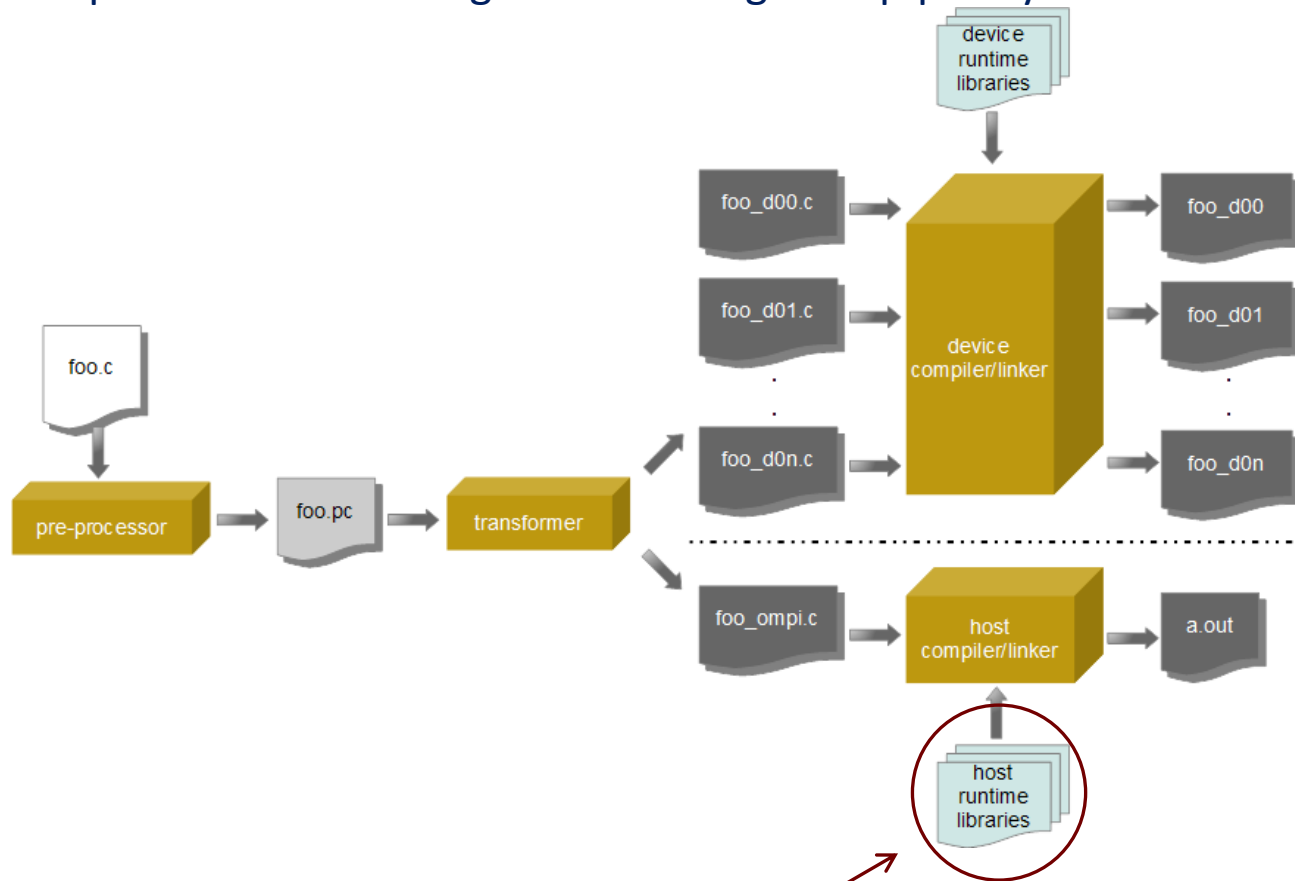 device
runtime
libraries
foo_d00.c
foo_d00
foo_d01.c
foo_d01
foo.c
device
compiler/linker
.
.
.
.
foo_d0n.c
foo_d0n
pre-processor
foo.pc
transformer
foo_ompi.c
host
compiler/linker
a.out
host
runtime
libraries